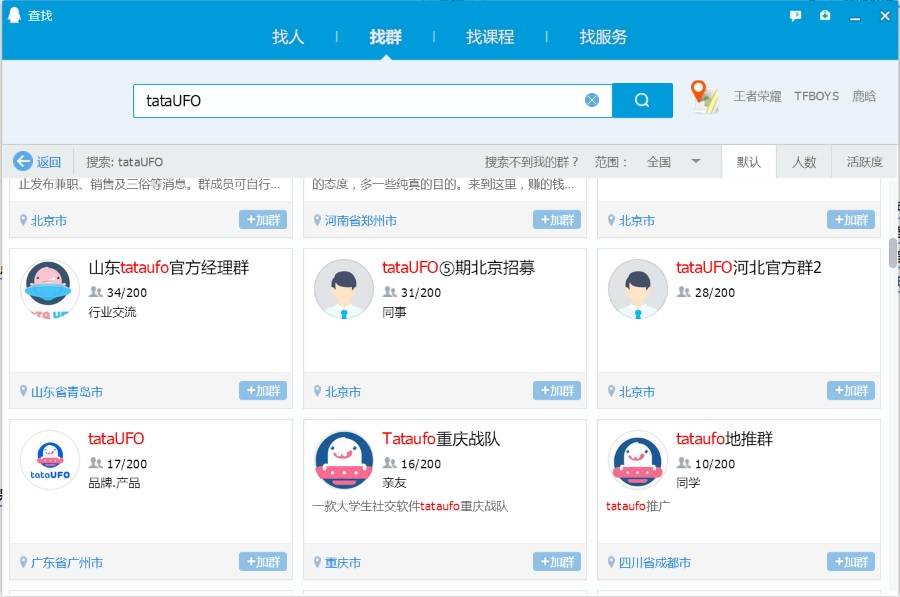 查找
找人 | 找群 | 找课程 | 找服务
tataUFO
王者荣耀 TFBOYS 鹿晗
返回 搜索: tataUFO 搜索不到我的群? 范围: 全国 默认 人数 活跃度
止发布兼职、销售及三俗等消息。群成员可自行...
的态度，多一些纯真的目的。来到这里，赚的钱...
北京市 +加群
河南省郑州市 +加群
北京市 +加群
山东tataufo官方经理群
34/200
行业交流
山东省青岛市 +加群
tataUFO⑤期北京招募
31/200
同事
北京市 +加群
tataUFO河北官方群2
28/200
北京市 +加群
tataUFO
tataUFO
17/200
品牌.产品
广东省广州市 +加群
Tataufo重庆战队
16/200
亲友
一款大学生社交软件tataufo重庆战队
重庆市 +加群
tataufo地推群
10/200
同学
tataufo推广
四川省成都市 +加群